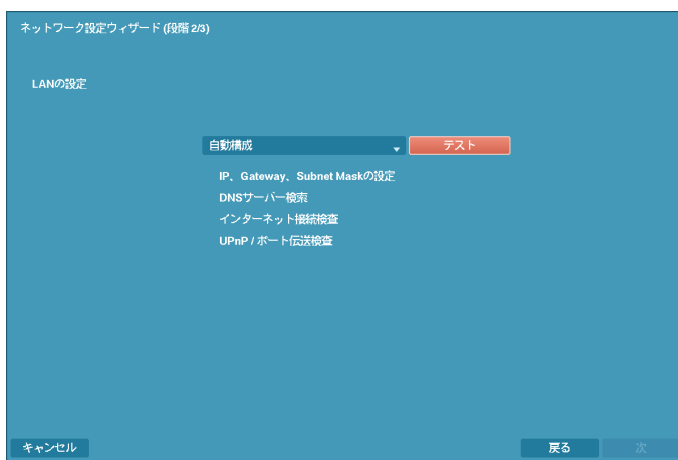 ネットワーク設定ウィザード (段階 2/3)
LANの設定
自動構成 テスト
IP、Gateway、Subnet Maskの設定
DNSサーバー検索
インターネット接続検査
UPnP / ポート伝送検査
キャンセル 戻る 次